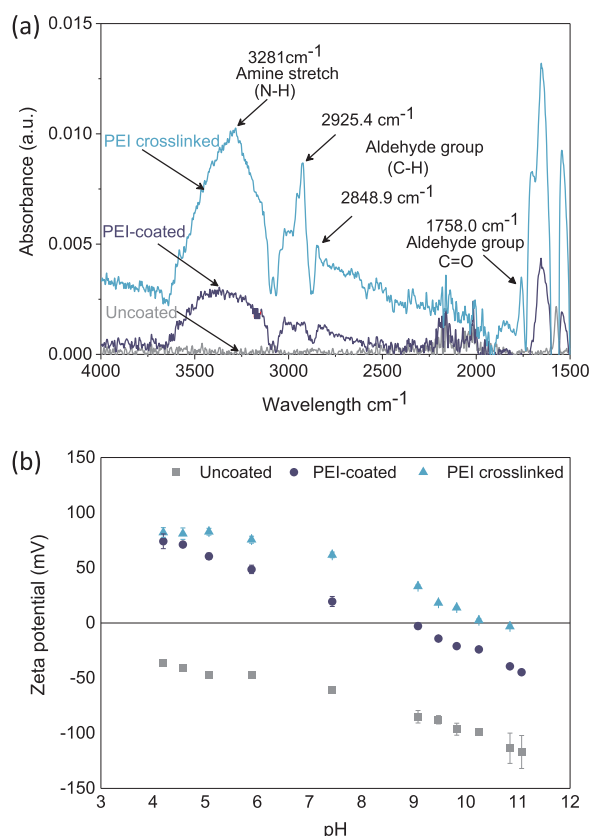 (a)
0.015
0.010
0.005
0.000
Absorbance (a.u.)
3281cm-1
Amine stretch
(N-H)
PEI crosslinked
2925.4 cm-1
Aldehyde group
(C-H)
2848.9 cm-1
1758.0 cm-1
Aldehyde group
C=O
PEI-coated
Uncoated
4000 3500 3000 2500 2000 1500
Wavelength cm-1
(b)
150
100
50
0
-50
-100
-150
Zeta potential (mV)
Uncoated PEI-coated PEI crosslinked
3 4 5 6 7 8 9 10 11 12
pH